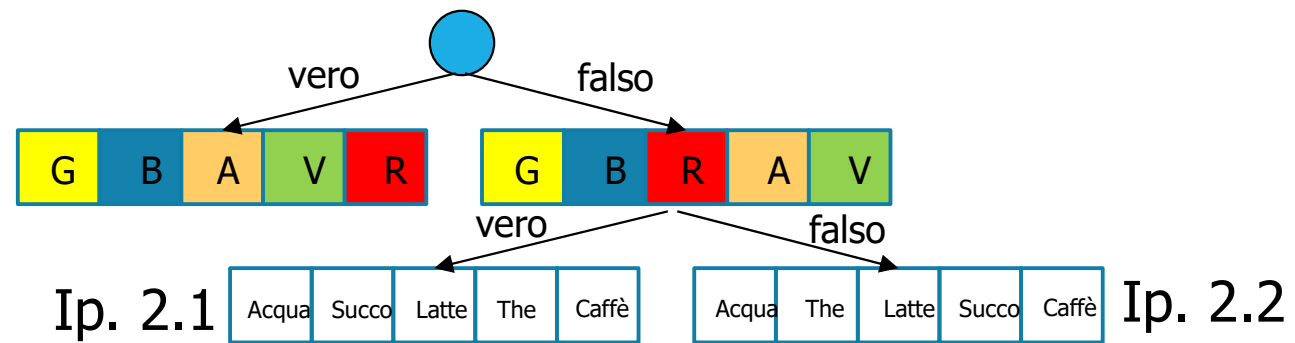 vero falso
G B A V R G B R A V
vero falso
Ip. 2.1 Acqua Succo Latte The Caffè Acqua The Latte Succo Caffè Ip. 2.2